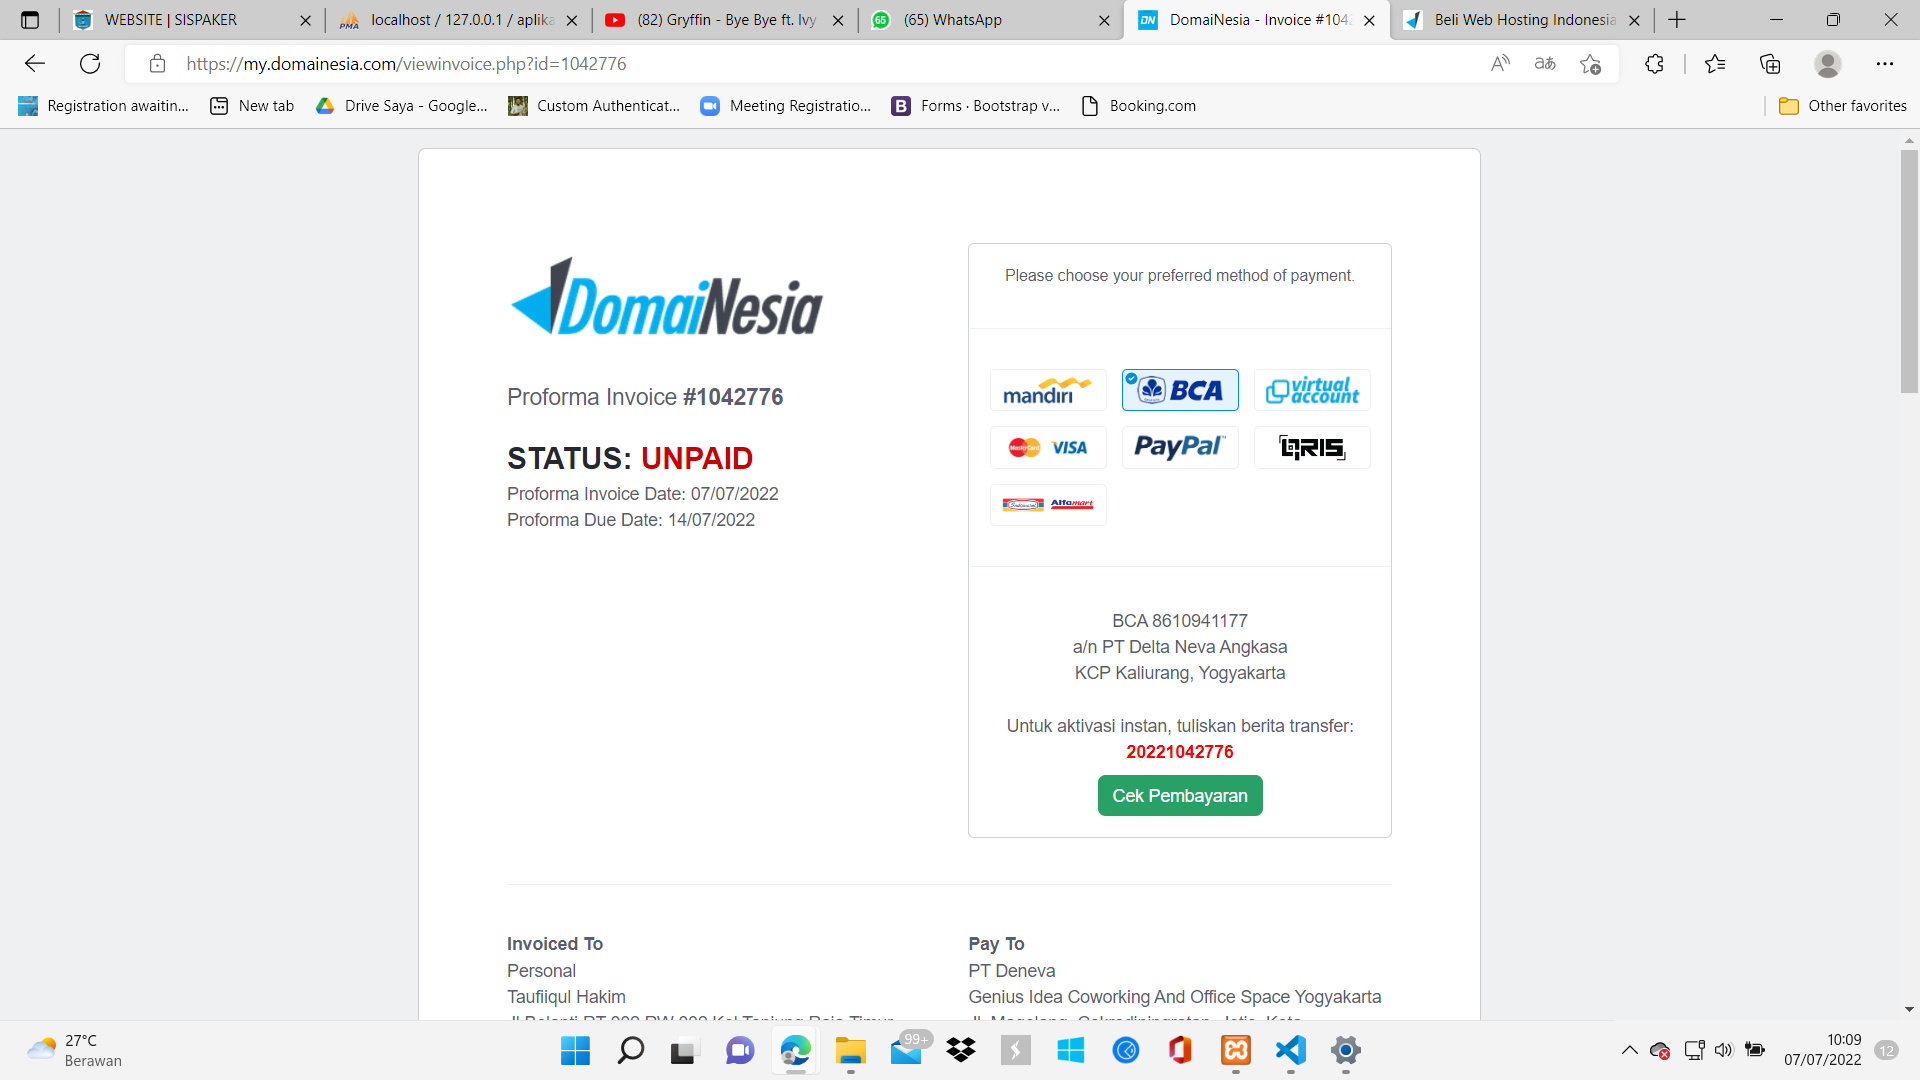 WEBSITE | SISPAKER
localhost / 127.0.0.1 / aplika
(82) Gryffin - Bye Bye ft. Ivy
65
(65) WhatsApp
DN
DomaiNesia - Invoice #1042
Beli Web Hosting Indonesia
https://my.domainesia.com/viewinvoice.php?id=1042776
Registration awaitin...
New tab
Drive Saya - Google...
Custom Authenticat...
Meeting Registratio...
B
Forms · Bootstrap v...
Booking.com
Other favorites
DomaiNesia
Please choose your preferred method of payment.
mandiri
BCA
virtual account
MasterCard VISA
PayPal
QRIS
Indomaret Alfamart
Proforma Invoice #1042776
STATUS: UNPAID
Proforma Invoice Date: 07/07/2022
Proforma Due Date: 14/07/2022
BCA 8610941177
a/n PT Delta Neva Angkasa
KCP Kaliurang, Yogyakarta
Untuk aktivasi instan, tuliskan berita transfer:
20221042776
Cek Pembayaran
Invoiced To
Personal
Taufiiqul Hakim
Pay To
PT Deneva
Genius Idea Coworking And Office Space Yogyakarta
27°C
Berawan
99+
10:09
07/07/2022
12